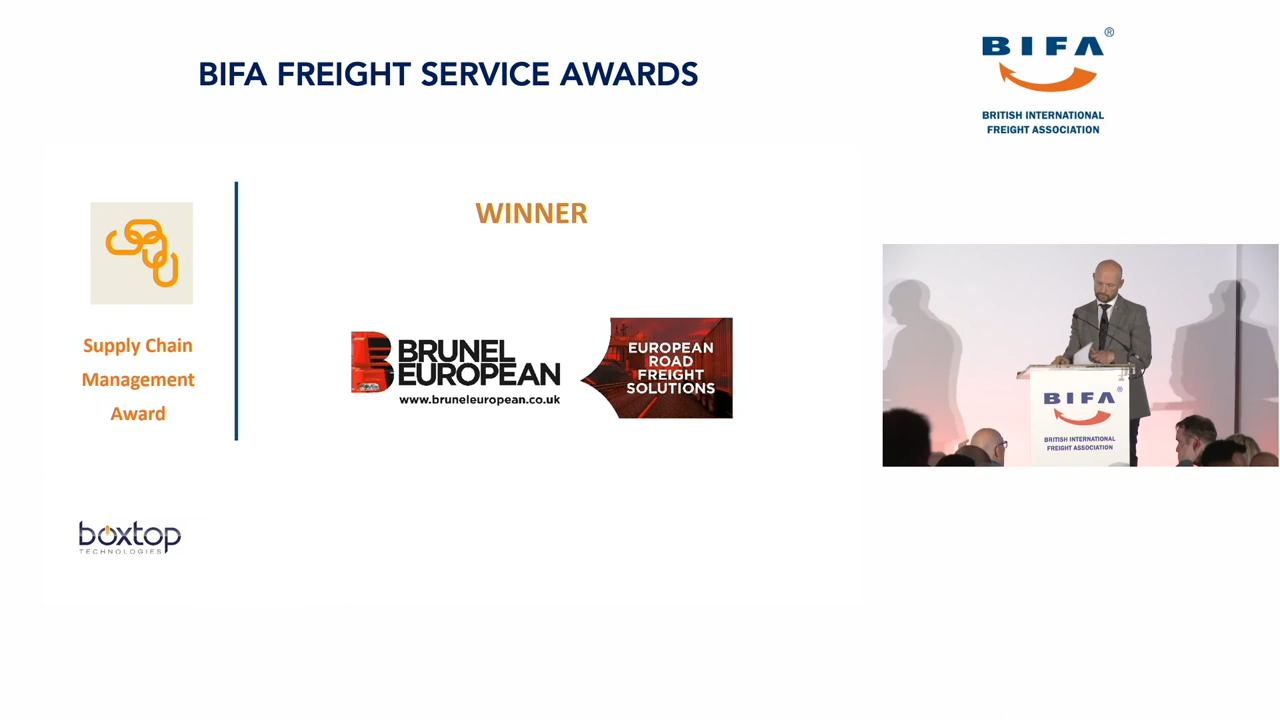 BIFA FREIGHT SERVICE AWARDS
BIFA®
BRITISH INTERNATIONAL
FREIGHT ASSOCIATION
WINNER
Supply Chain
Management
Award
BRUNEL
EUROPEAN
www.bruneleuropean.co.uk
EUROPEAN
ROAD
FREIGHT
SOLUTIONS
boxtop
TECHNOLOGIES
BIFA®
BRITISH INTERNATIONAL
FREIGHT ASSOCIATION